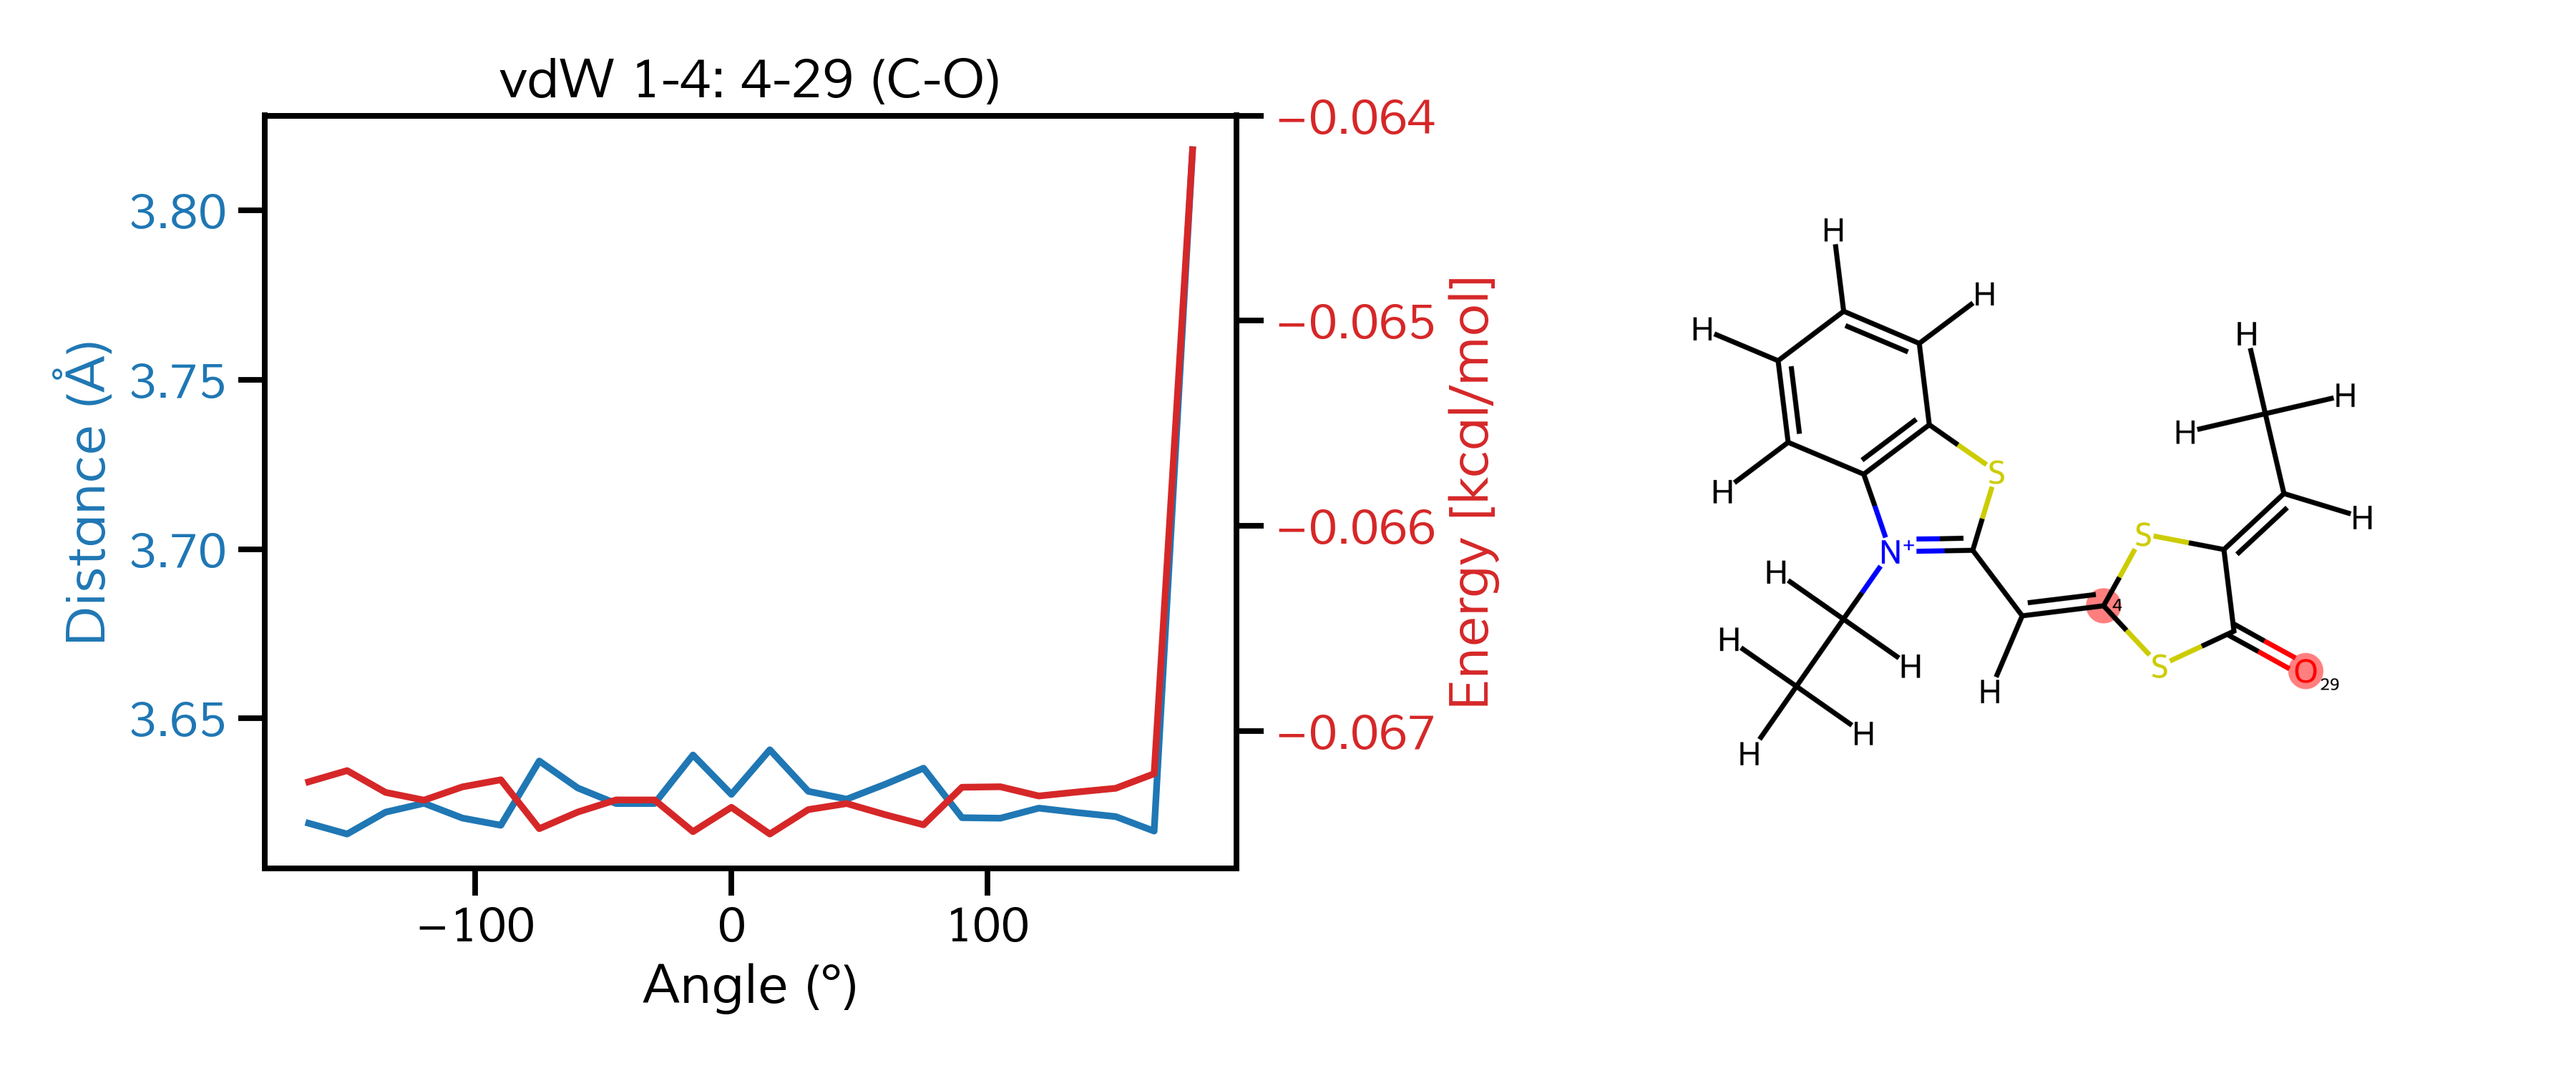 vdW 1-4: 4-29 (C-O)
Distance (Å)
3.80
3.75
3.70
3.65
−100
0
100
Angle (°)
−0.064
−0.065
−0.066
−0.067
Energy [kcal/mol]
H
H
H
H
H
H
H
S
H
S
N+
H
4
H
H
S
O
29
H
H
H